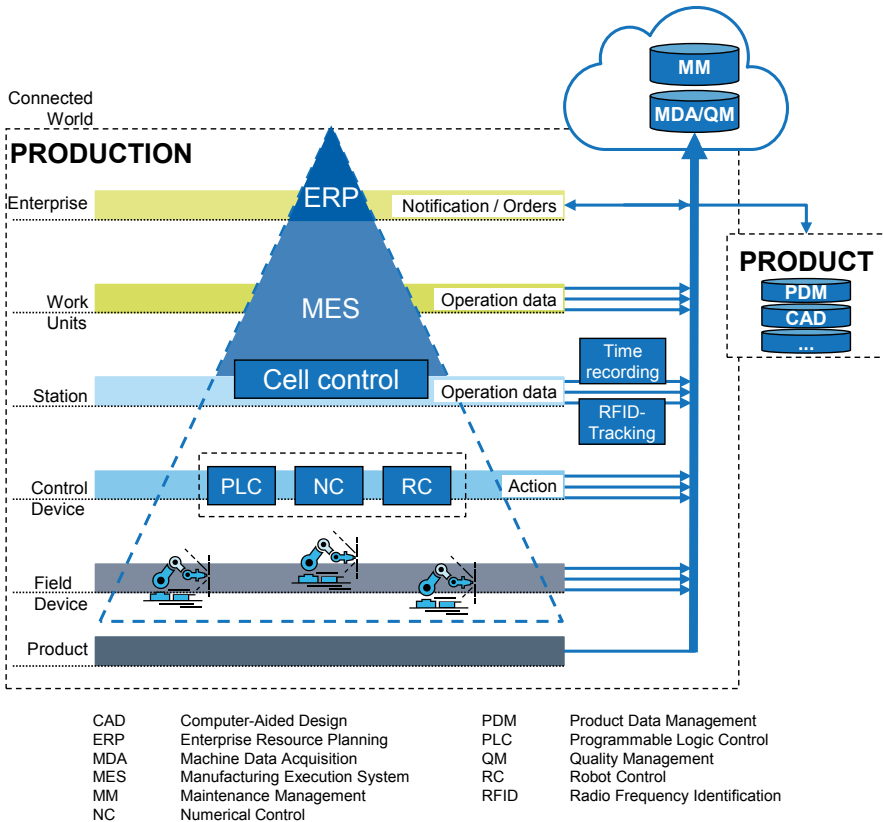 MM
MDA/QM
Connected
World
PRODUCTION
Enterprise
ERP
Notification / Orders
PRODUCT
PDM
CAD
...
Work
Units
MES
Operation data
Time
recording
Cell control
Station
Operation data
RFID-
Tracking
Control
Device
PLC
NC
RC
Action
Field
Device
Product
CAD Computer-Aided Design
ERP Enterprise Resource Planning
MDA Machine Data Acquisition
MES Manufacturing Execution System
MM Maintenance Management
NC Numerical Control
PDM Product Data Management
PLC Programmable Logic Control
QM Quality Management
RC Robot Control
RFID Radio Frequency Identification